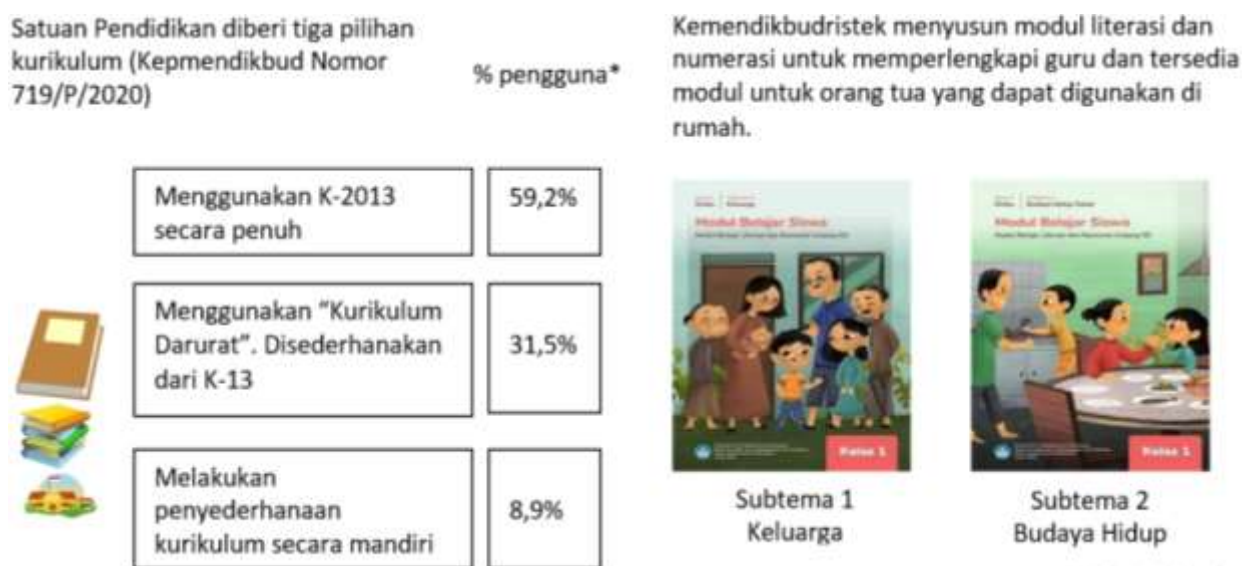 Satuan Pendidikan diberi tiga pilihan
kurikulum (Kepmendikbud Nomor
719/P/2020)
% pengguna*
Menggunakan K-2013
secara penuh
59,2%
Menggunakan “Kurikulum
Darurat”. Disederhanakan
dari K-13
31,5%
Melakukan
penyederhanaan
kurikulum secara mandiri
8,9%
Kemendikbudristek menyusun modul literasi dan
numerasi untuk memperlengkapi guru dan tersedia
modul untuk orang tua yang dapat digunakan di
rumah.
Modul Belajar Siswa
Kelas 1
Subtema 1
Keluarga
Modul Belajar Siswa
Kelas 1
Subtema 2
Budaya Hidup